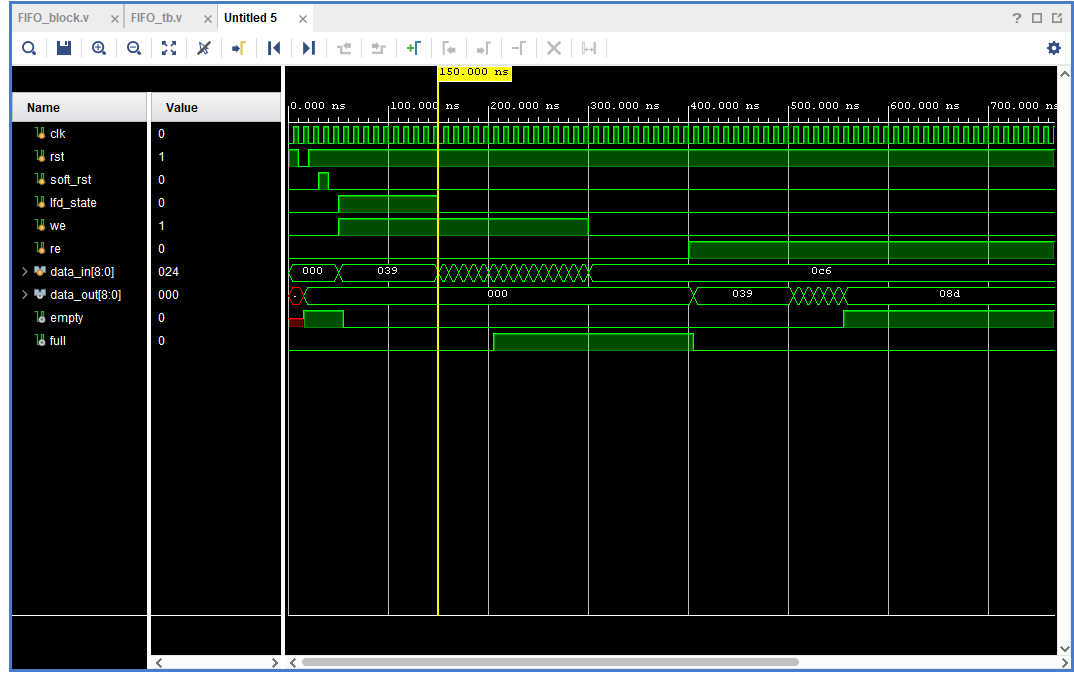 FIFO_block.v × FIFO_tb.v × Untitled 5 ×
?
150.000 ns
Name Value
0.000 ns 100.000 ns 200.000 ns 300.000 ns 400.000 ns 500.000 ns 600.000 ns 700.000 ns
clk 0
rst 1
soft_rst 0
lfd_state 0
we 1
re 0
data_in[8:0] 024 000 039 0c6
data_out[8:0] 000 . 000 039 08d
empty 0
full 0